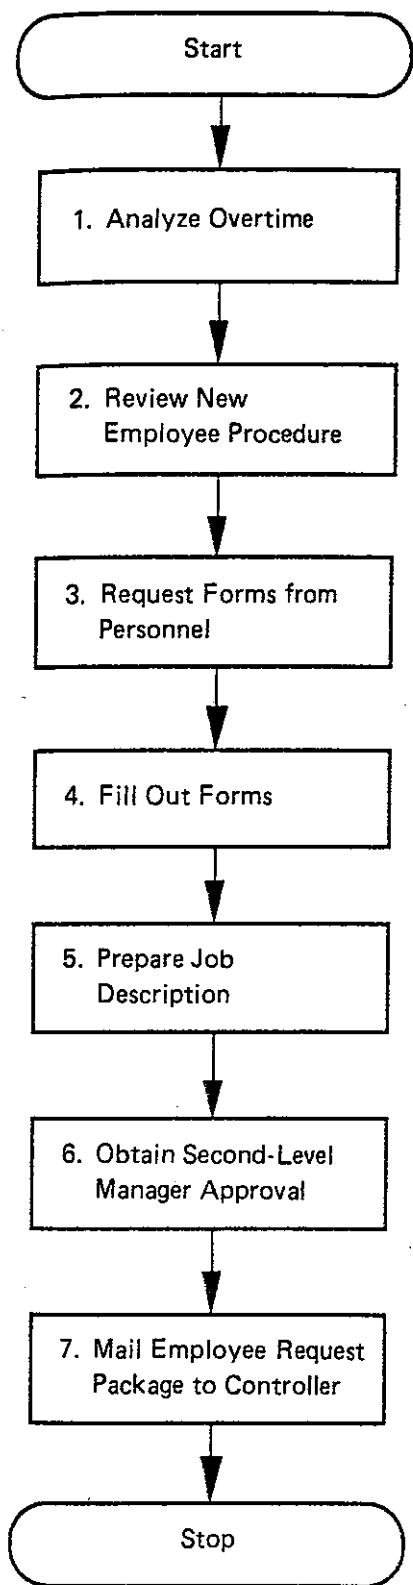 Start
1. Analyze Overtime
2. Review New
Employee Procedure
3. Request Forms from
Personnel
4. Fill Out Forms
5. Prepare Job
Description
6. Obtain Second-Level
Manager Approval
7. Mail Employee Request
Package to Controller
Stop